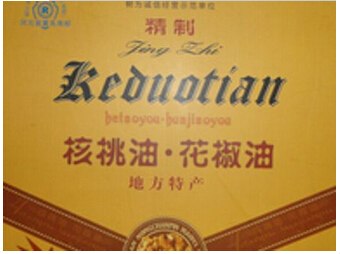 精制
Jing Zhi
Keduotian
hetaoyou-huajiaoyou
核桃油·花椒油
地方特产